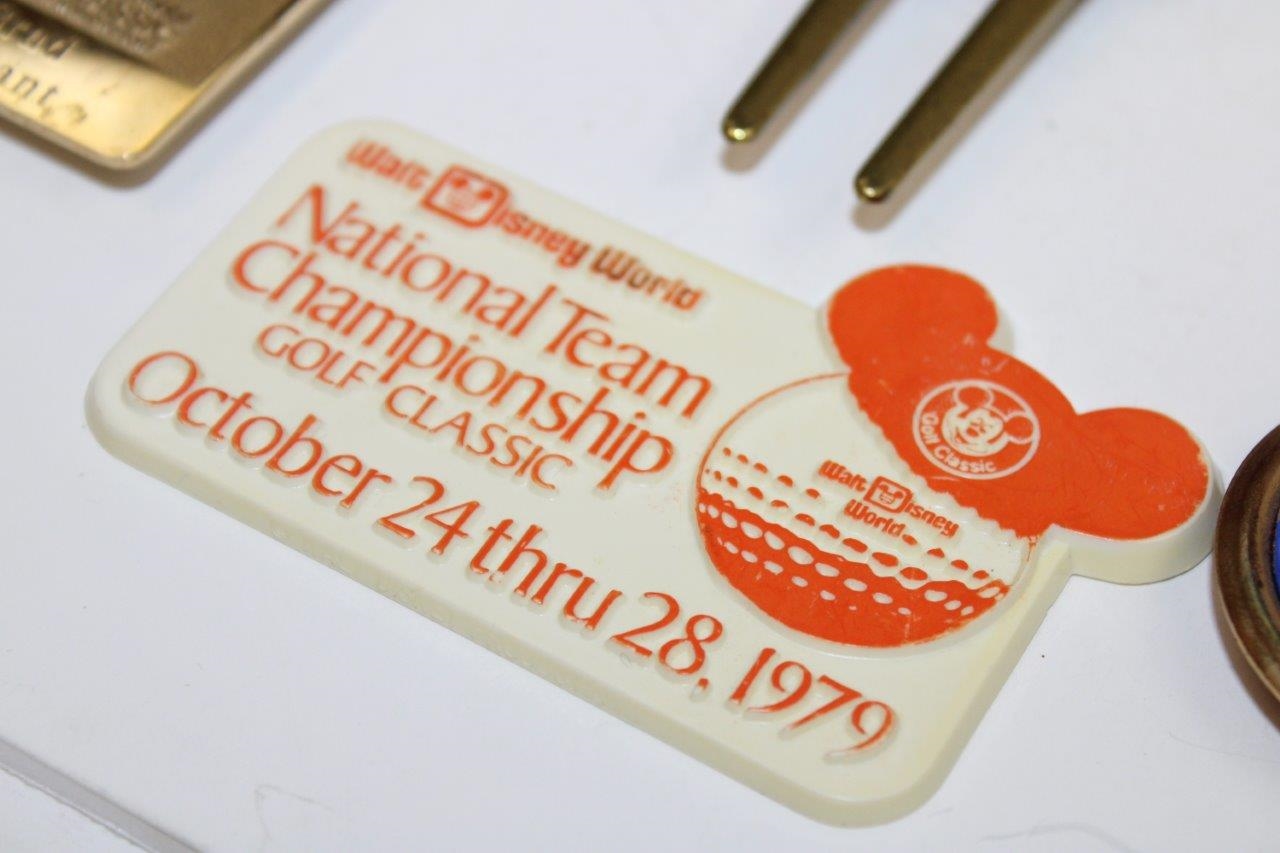 Walt Disney World
National Team
Championship
GOLF CLASSIC
October 24 thru 28, 1979
Golf Classic
Walt Disney
World